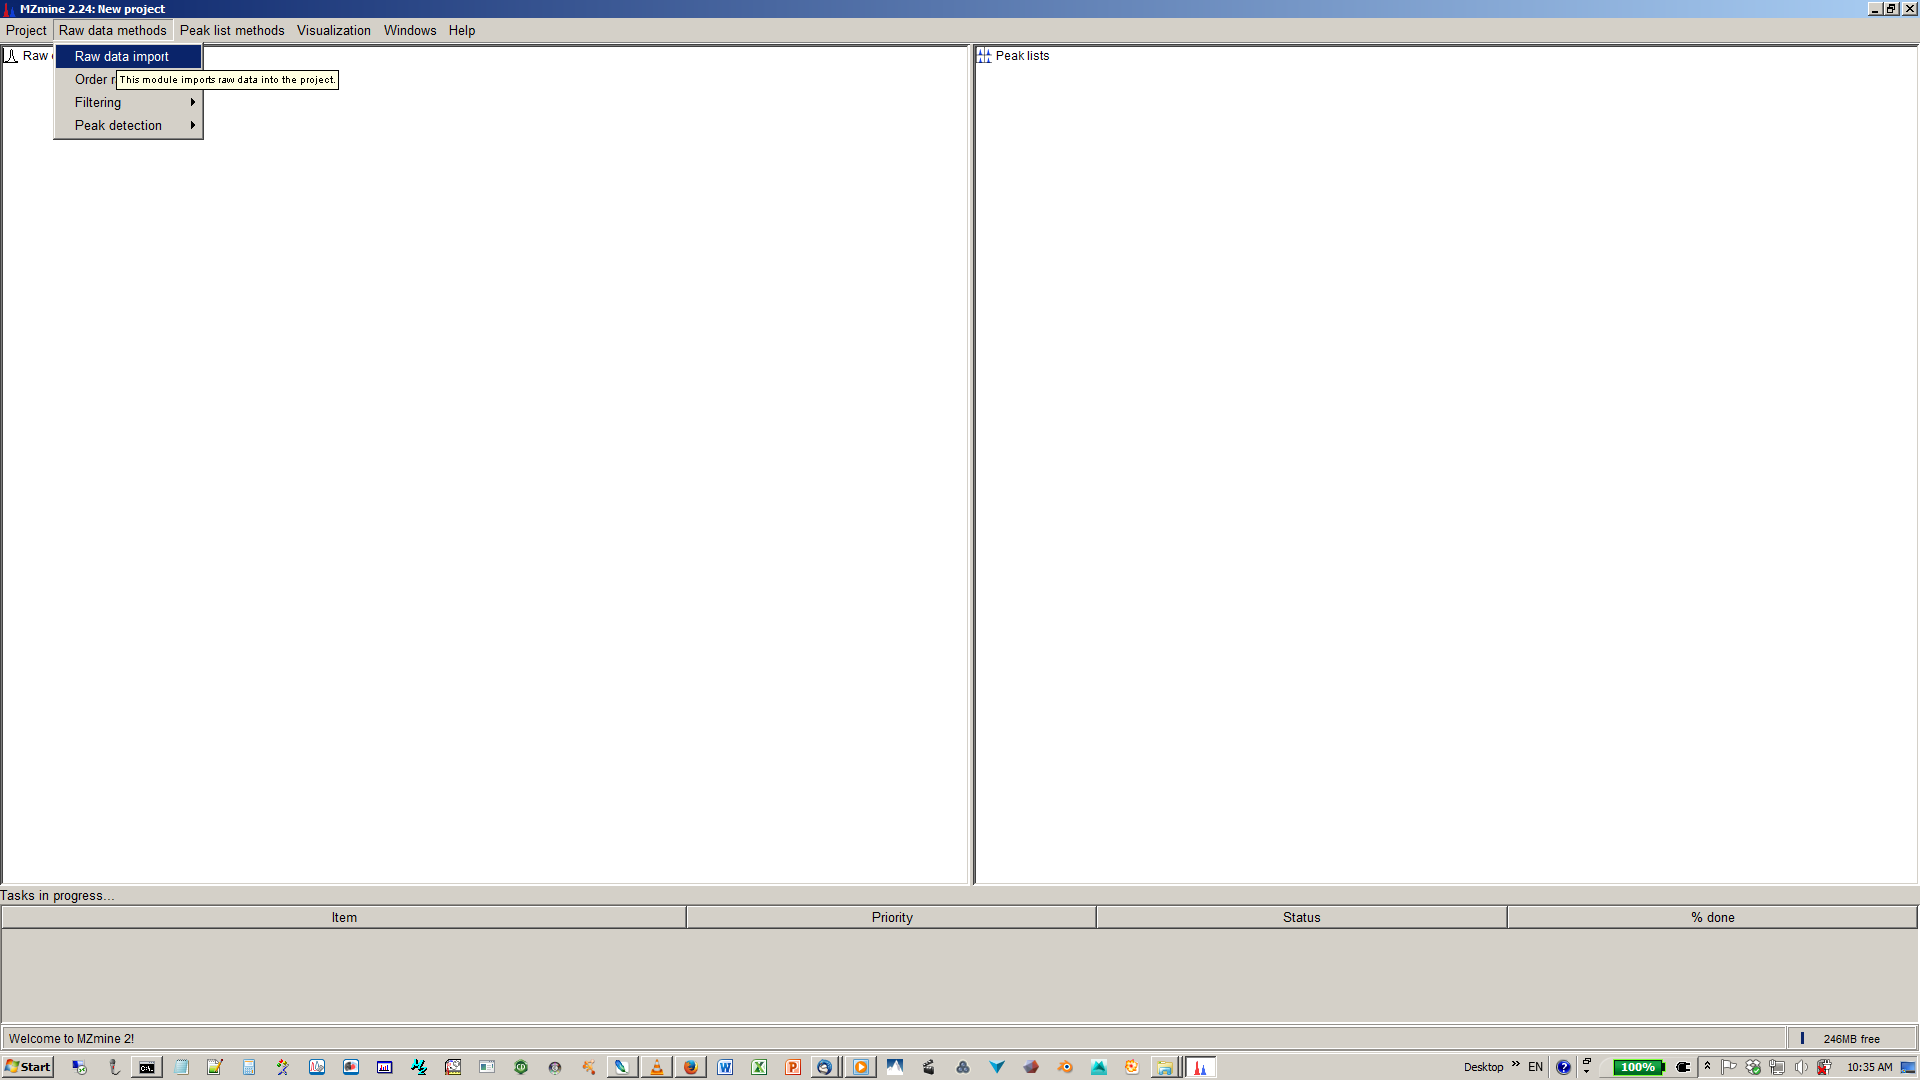 MZmine 2.24: New project
Project Raw data methods Peak list methods Visualization Windows Help
Raw
Raw data import
Peak lists
Order
This module imports raw data into the project.
Filtering
Peak detection
Tasks in progress...
Item Priority Status % done
Welcome to MZmine 2!
246MB free
Start
Desktop
EN
100%
10:35 AM